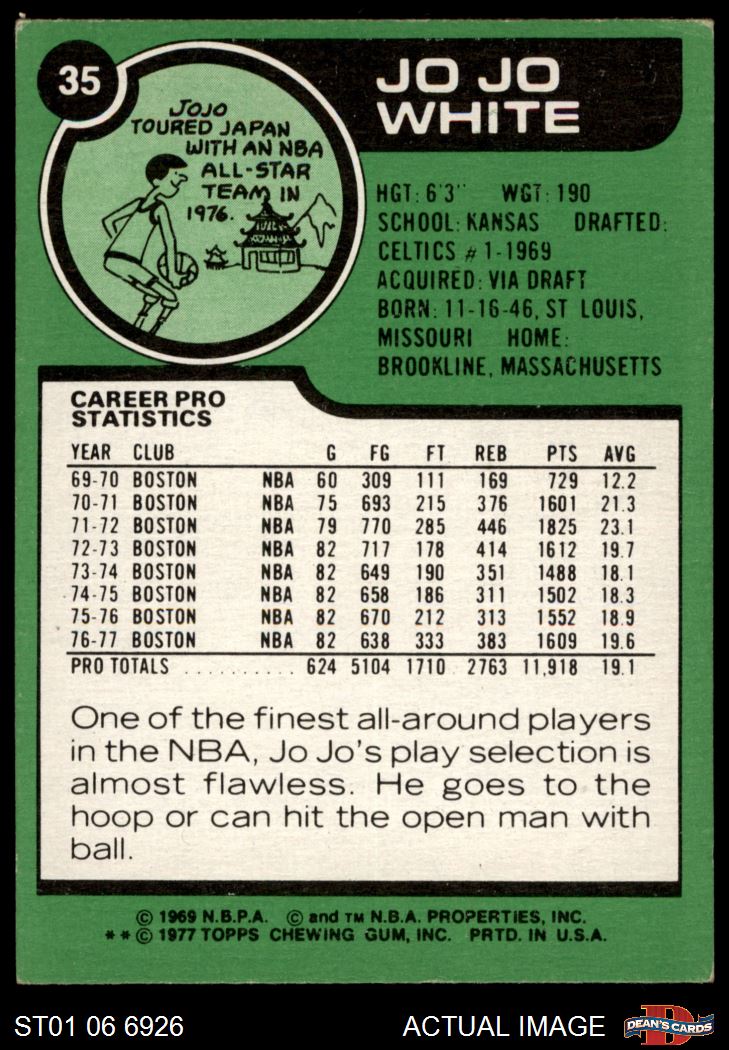 35
JO JO
WHITE
JOJO
TOURED JAPAN
WITH AN NBA
ALL-STAR
TEAM IN
1976.
HGT: 6'3" WGT: 190
SCHOOL: KANSAS DRAFTED:
CELTICS #1-1969
ACQUIRED: VIA DRAFT
BORN: 11-16-46, ST LOUIS,
MISSOURI HOME:
BROOKLINE, MASSACHUSETTS
CAREER PRO
STATISTICS
YEAR CLUB G FG FT REB PTS AVG
69-70 BOSTON NBA 60 309 111 169 729 12.2
70-71 BOSTON NBA 75 693 215 376 1601 21.3
71-72 BOSTON NBA 79 770 285 446 1825 23.1
72-73 BOSTON NBA 82 717 178 414 1612 19.7
73-74 BOSTON NBA 82 649 190 351 1488 18.1
74-75 BOSTON NBA 82 658 186 311 1502 18.3
75-76 BOSTON NBA 82 670 212 313 1552 18.9
76-77 BOSTON NBA 82 638 333 383 1609 19.6
PRO TOTALS .......... 624 5104 1710 2763 11,918 19.1
One of the finest all-around players
in the NBA, Jo Jo's play selection is
almost flawless. He goes to the
hoop or can hit the open man with
ball.
© 1969 N.B.P.A. © and TM N.B.A. PROPERTIES, INC.
**© 1977 TOPPS CHEWING GUM, INC. PRTD. IN U.S.A.
ST01 06 6926 ACTUAL IMAGE DEAN'S CARDS